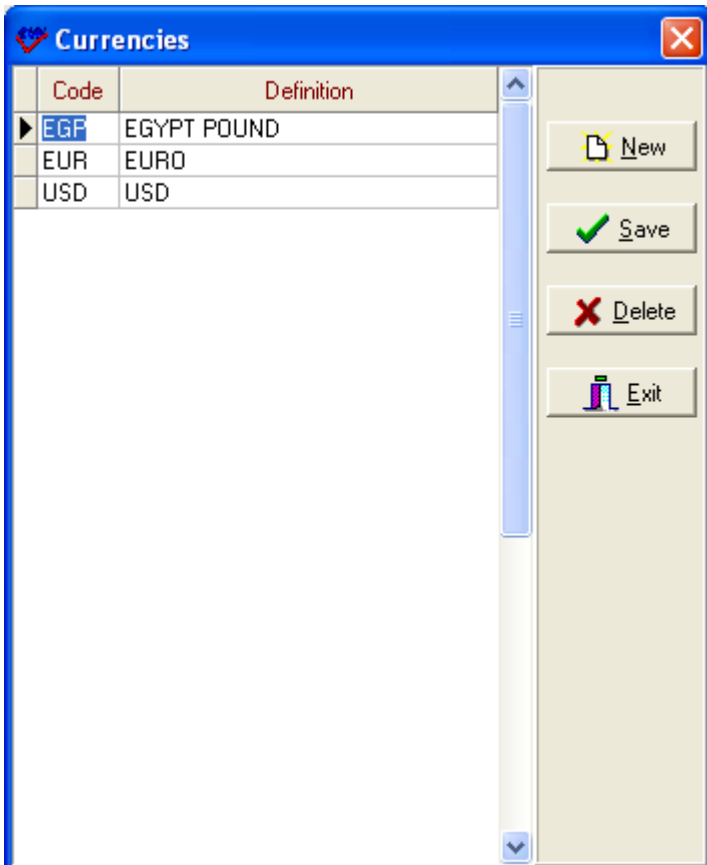 Currencies
Code Definition
EGP EGYPT POUND
EUR EURO
USD USD
New
Save
Delete
Exit